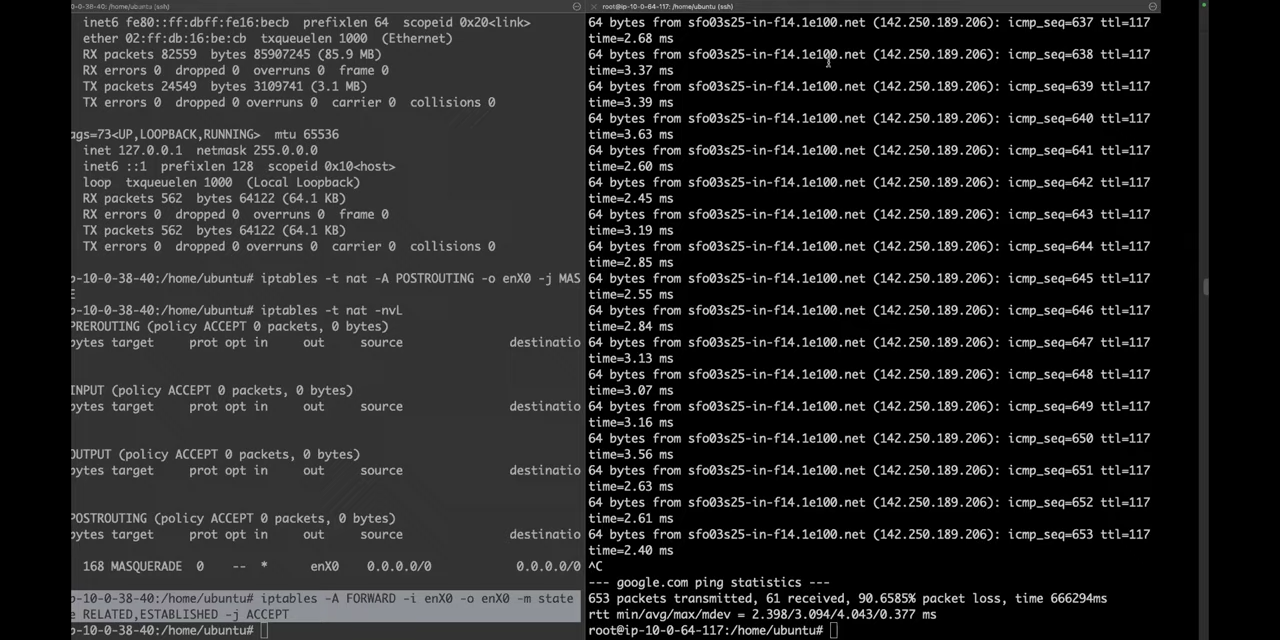 0-0-38-40: /home/ubuntu (ssh)
inet6 fe80::ff:dbff:fe16:becb  prefixlen 64  scopeid 0x20<link>
ether 02:ff:db:16:be:cb  txqueuelen 1000  (Ethernet)
RX packets 82559  bytes 85907245 (85.9 MB)
RX errors 0  dropped 0  overruns 0  frame 0
TX packets 24549  bytes 3109741 (3.1 MB)
TX errors 0  dropped 0 overruns 0  carrier 0  collisions 0
ags=73<UP,LOOPBACK,RUNNING>  mtu 65536
inet 127.0.0.1  netmask 255.0.0.0
inet6 ::1  prefixlen 128  scopeid 0x10<host>
loop  txqueuelen 1000  (Local Loopback)
RX packets 562  bytes 64122 (64.1 KB)
RX errors 0  dropped 0  overruns 0  frame 0
TX packets 562  bytes 64122 (64.1 KB)
TX errors 0  dropped 0 overruns 0  carrier 0  collisions 0
p-10-0-38-40:/home/ubuntu# iptables -t nat -A POSTROUTING -o enX0 -j MAS
E
p-10-0-38-40:/home/ubuntu# iptables -t nat -nvL
PREROUTING (policy ACCEPT 0 packets, 0 bytes)
bytes target     prot opt in     out     source               destinatio
INPUT (policy ACCEPT 0 packets, 0 bytes)
bytes target     prot opt in     out     source               destinatio
OUTPUT (policy ACCEPT 0 packets, 0 bytes)
bytes target     prot opt in     out     source               destinatio
POSTROUTING (policy ACCEPT 0 packets, 0 bytes)
bytes target     prot opt in     out     source               destinatio
168 MASQUERADE  0    --  *      enX0    0.0.0.0/0            0.0.0.0/0
p-10-0-38-40:/home/ubuntu# iptables -A FORWARD -i enX0 -o enX0 -m state
e RELATED,ESTABLISHED -j ACCEPT
p-10-0-38-40:/home/ubuntu#
root@ip-10-0-64-117: /home/ubuntu (ssh)
64 bytes from sfo03s25-in-f14.1e100.net (142.250.189.206): icmp_seq=637 ttl=117
time=2.68 ms
64 bytes from sfo03s25-in-f14.1e100.net (142.250.189.206): icmp_seq=638 ttl=117
time=3.37 ms
64 bytes from sfo03s25-in-f14.1e100.net (142.250.189.206): icmp_seq=639 ttl=117
time=3.39 ms
64 bytes from sfo03s25-in-f14.1e100.net (142.250.189.206): icmp_seq=640 ttl=117
time=3.63 ms
64 bytes from sfo03s25-in-f14.1e100.net (142.250.189.206): icmp_seq=641 ttl=117
time=2.60 ms
64 bytes from sfo03s25-in-f14.1e100.net (142.250.189.206): icmp_seq=642 ttl=117
time=2.45 ms
64 bytes from sfo03s25-in-f14.1e100.net (142.250.189.206): icmp_seq=643 ttl=117
time=3.19 ms
64 bytes from sfo03s25-in-f14.1e100.net (142.250.189.206): icmp_seq=644 ttl=117
time=2.85 ms
64 bytes from sfo03s25-in-f14.1e100.net (142.250.189.206): icmp_seq=645 ttl=117
time=2.55 ms
64 bytes from sfo03s25-in-f14.1e100.net (142.250.189.206): icmp_seq=646 ttl=117
time=2.84 ms
64 bytes from sfo03s25-in-f14.1e100.net (142.250.189.206): icmp_seq=647 ttl=117
time=3.13 ms
64 bytes from sfo03s25-in-f14.1e100.net (142.250.189.206): icmp_seq=648 ttl=117
time=3.07 ms
64 bytes from sfo03s25-in-f14.1e100.net (142.250.189.206): icmp_seq=649 ttl=117
time=3.16 ms
64 bytes from sfo03s25-in-f14.1e100.net (142.250.189.206): icmp_seq=650 ttl=117
time=3.56 ms
64 bytes from sfo03s25-in-f14.1e100.net (142.250.189.206): icmp_seq=651 ttl=117
time=2.63 ms
64 bytes from sfo03s25-in-f14.1e100.net (142.250.189.206): icmp_seq=652 ttl=117
time=2.61 ms
64 bytes from sfo03s25-in-f14.1e100.net (142.250.189.206): icmp_seq=653 ttl=117
time=2.40 ms
^C
--- google.com ping statistics ---
653 packets transmitted, 61 received, 90.6585% packet loss, time 666294ms
rtt min/avg/max/mdev = 2.398/3.094/4.043/0.377 ms
root@ip-10-0-64-117:/home/ubuntu#